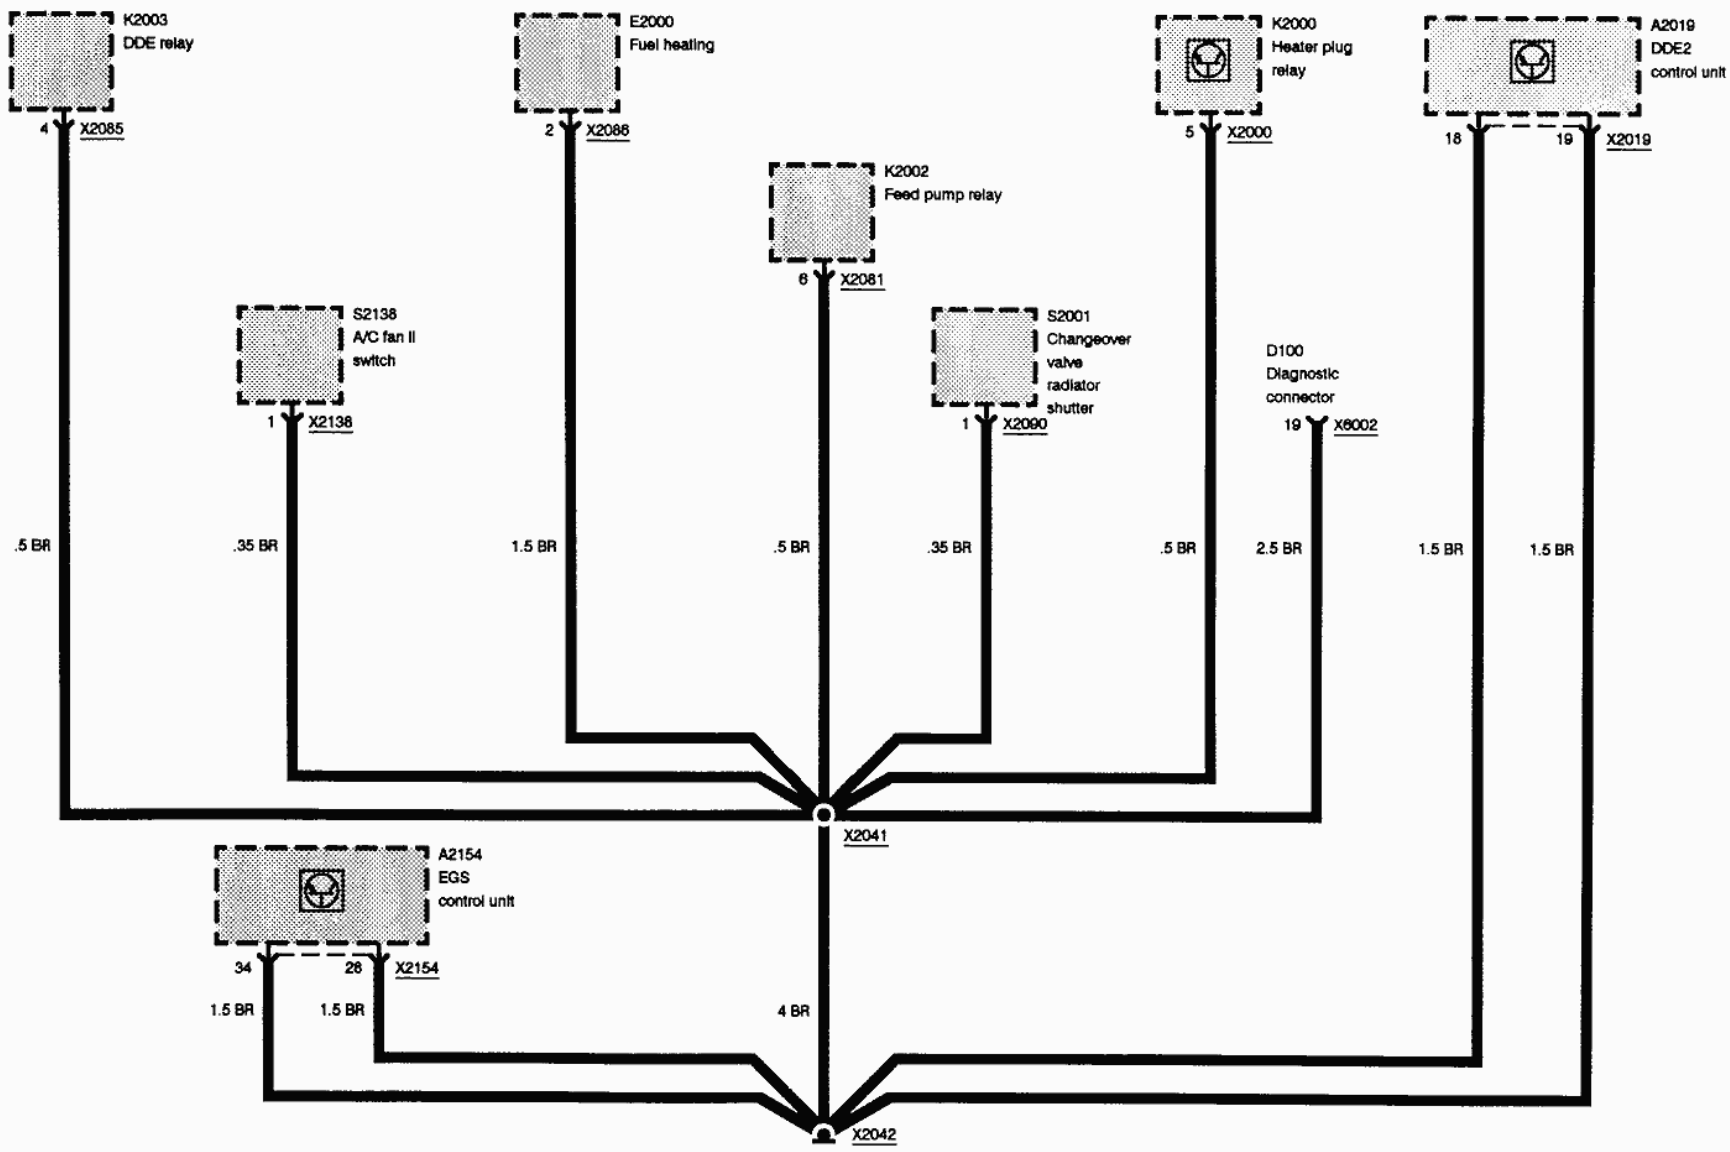 K2003
DDE relay
4 X2085
E2000
Fuel heating
2 X2086
K2000
Heater plug
relay
5 X2000
A2019
DDE2
control unit
18 19 X2019
K2002
Feed pump relay
6 X2081
S2138
A/C fan II
switch
1 X2138
S2001
Changeover
valve
radiator
shutter
1 X2090
D100
Diagnostic
connector
19 X6002
.5 BR
.35 BR
1.5 BR
.5 BR
.35 BR
.5 BR
2.5 BR
1.5 BR
1.5 BR
X2041
A2154
EGS
control unit
34 28 X2154
1.5 BR
1.5 BR
4 BR
X2042